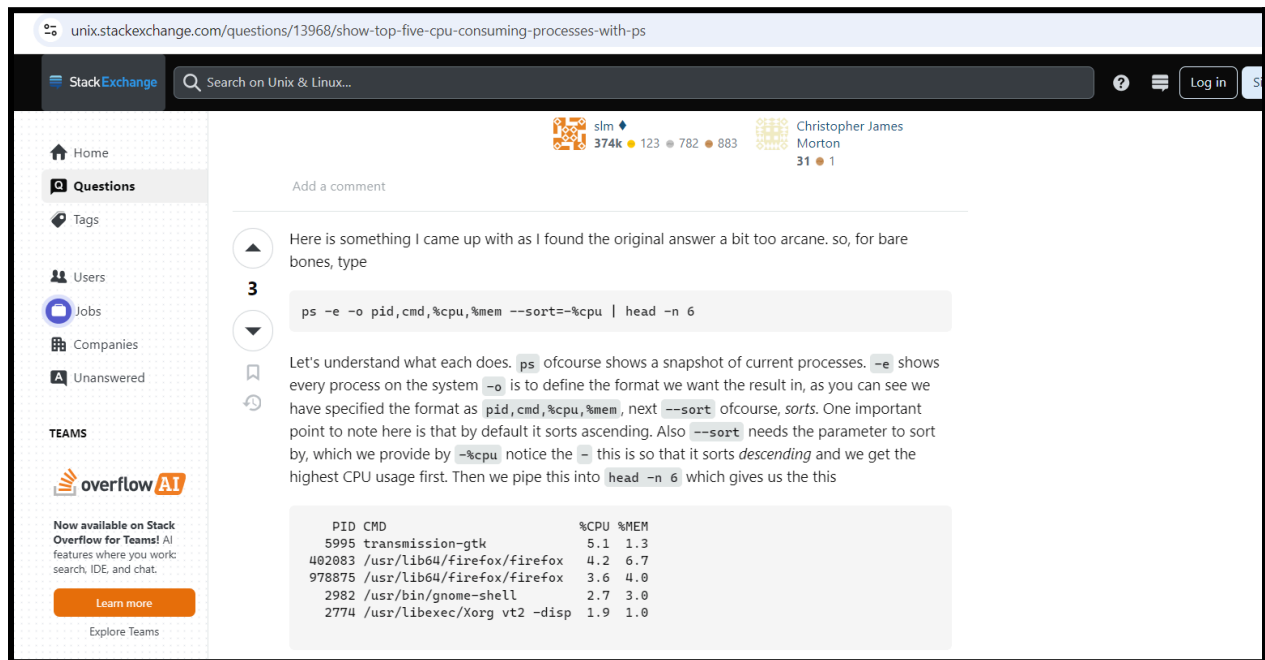 unix.stackexchange.com/questions/13968/show-top-five-cpu-consuming-processes-with-ps
StackExchange
Search on Unix & Linux...
Log in
Home
Questions
Tags
Users
Jobs
Companies
Unanswered
TEAMS
overflow AI
Now available on Stack
Overflow for Teams! AI
features where you work:
search, IDE, and chat.
Learn more
Explore Teams
slm ♦
374k 123 782 883
Christopher James
Morton
31 1
Add a comment
3
Here is something I came up with as I found the original answer a bit too arcane. so, for bare
bones, type
ps -e -o pid,cmd,%cpu,%mem --sort=-%cpu | head -n 6
Let's understand what each does. ps ofcourse shows a snapshot of current processes. -e shows
every process on the system -o is to define the format we want the result in, as you can see we
have specified the format as pid,cmd,%cpu,%mem, next --sort ofcourse, sorts. One important
point to note here is that by default it sorts ascending. Also --sort needs the parameter to sort
by, which we provide by -%cpu notice the - this is so that it sorts descending and we get the
highest CPU usage first. Then we pipe this into head -n 6 which gives us the this
PID CMD %CPU %MEM
5995 transmission-gtk 5.1 1.3
402083 /usr/lib64/firefox/firefox 4.2 6.7
978875 /usr/lib64/firefox/firefox 3.6 4.0
2982 /usr/bin/gnome-shell 2.7 3.0
2774 /usr/libexec/Xorg vt2 -disp 1.9 1.0